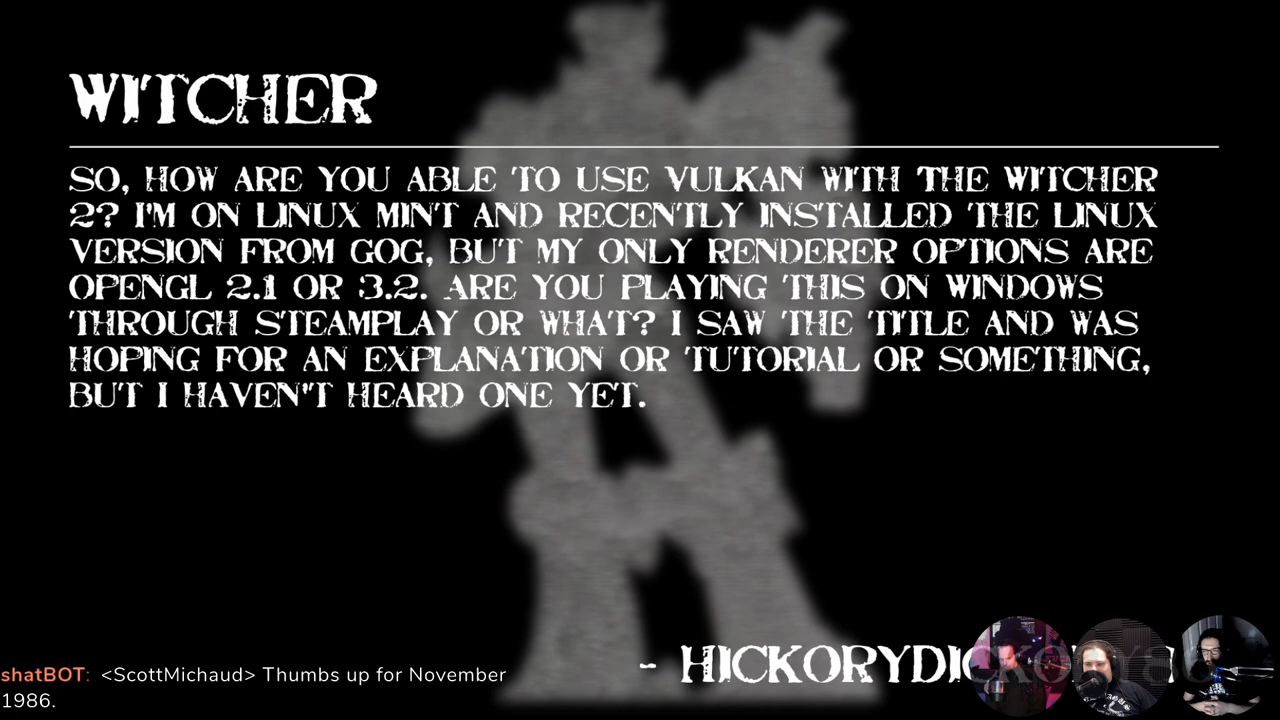 WITCHER
SO, HOW ARE YOU ABLE TO USE VULKAN WITH THE WITCHER
2? I'M ON LINUX MINT AND RECENTLY INSTALLED THE LINUX
VERSION FROM GOG, BUT MY ONLY RENDERER OPTIONS ARE
OPENGL 2.1 OR 3.2. ARE YOU PLAYING THIS ON WINDOWS
THROUGH STEAMPLAY OR WHAT? I SAW THE TITLE AND WAS
HOPING FOR AN EXPLANATION OR TUTORIAL OR SOMETHING,
BUT I HAVEN'T HEARD ONE YET.
-
shatBOT: <ScottMichaud> Thumbs up for November
1986.